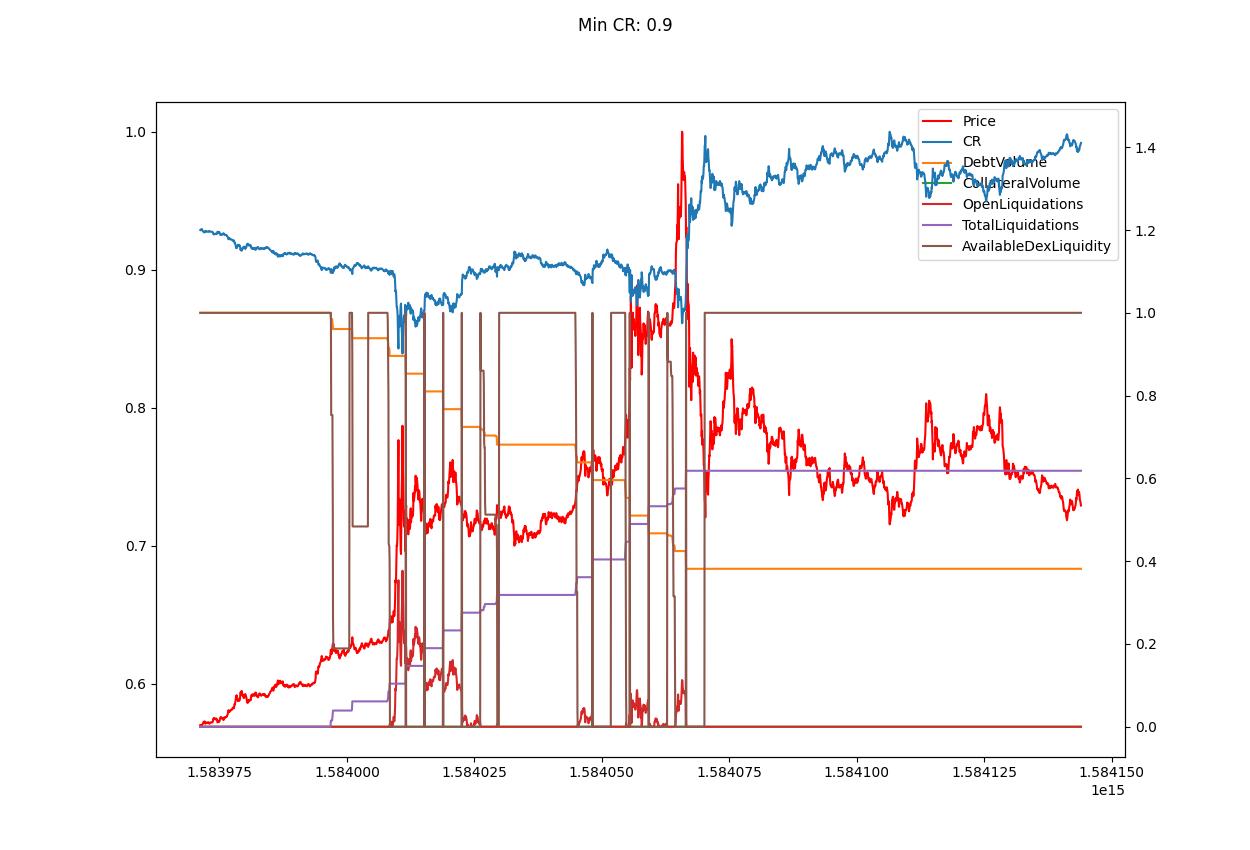 Min CR: 0.9
1.0
0.9
0.8
0.7
0.6
1.4
1.2
1.0
0.8
0.6
0.4
0.2
0.0
Price
CR
DebtVolume
CollateralVolume
OpenLiquidations
TotalLiquidations
AvailableDexLiquidity
1.583975 1.584000 1.584025 1.584050 1.584075 1.584100 1.584125 1.584150
1e15